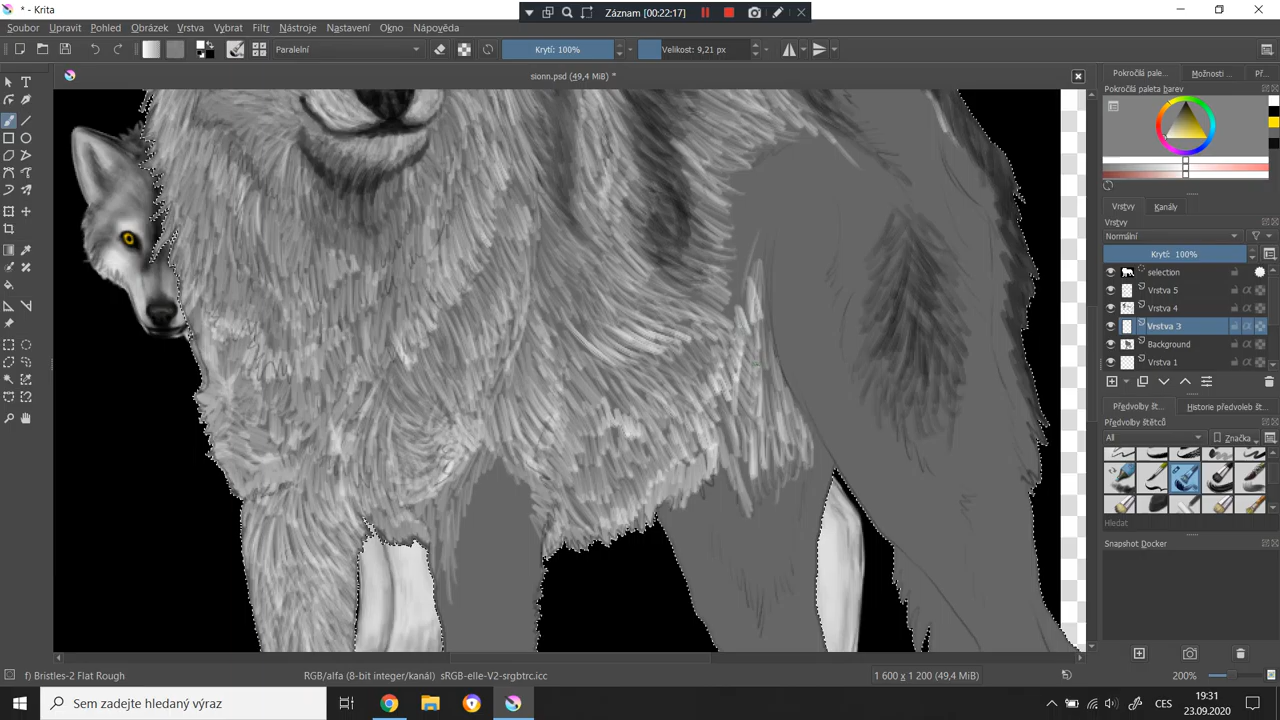 * - Krita
Záznam [00:22:17]
Soubor Upravit Pohled Obrázek Vrstva Vybrat Filtr Nástroje Nastavení Okno Nápověda
Paralelní
Krytí: 100%
Velikost: 9,21 px
sionn.psd (49,4 MiB) *
Pokročilá pale... Možnosti ... Př...
Pokročilá paleta barev
Vrstvy Kanály
Vrstvy
Normální
Krytí: 100%
selection
Vrstva 5
Vrstva 4
Vrstva 3
Background
Vrstva 1
Předvolby št... Historie předvoleb št...
Předvolby štětců
All Značka
Hledat
Snapshot Docker
f) Bristles-2 Flat Rough
RGB/alfa (8-bit integer/kanál) sRGB-elle-V2-srgbtrc.icc
1 600 x 1 200 (49,4 MiB)
200%
Sem zadejte hledaný výraz
CES
19:31
23.09.2020